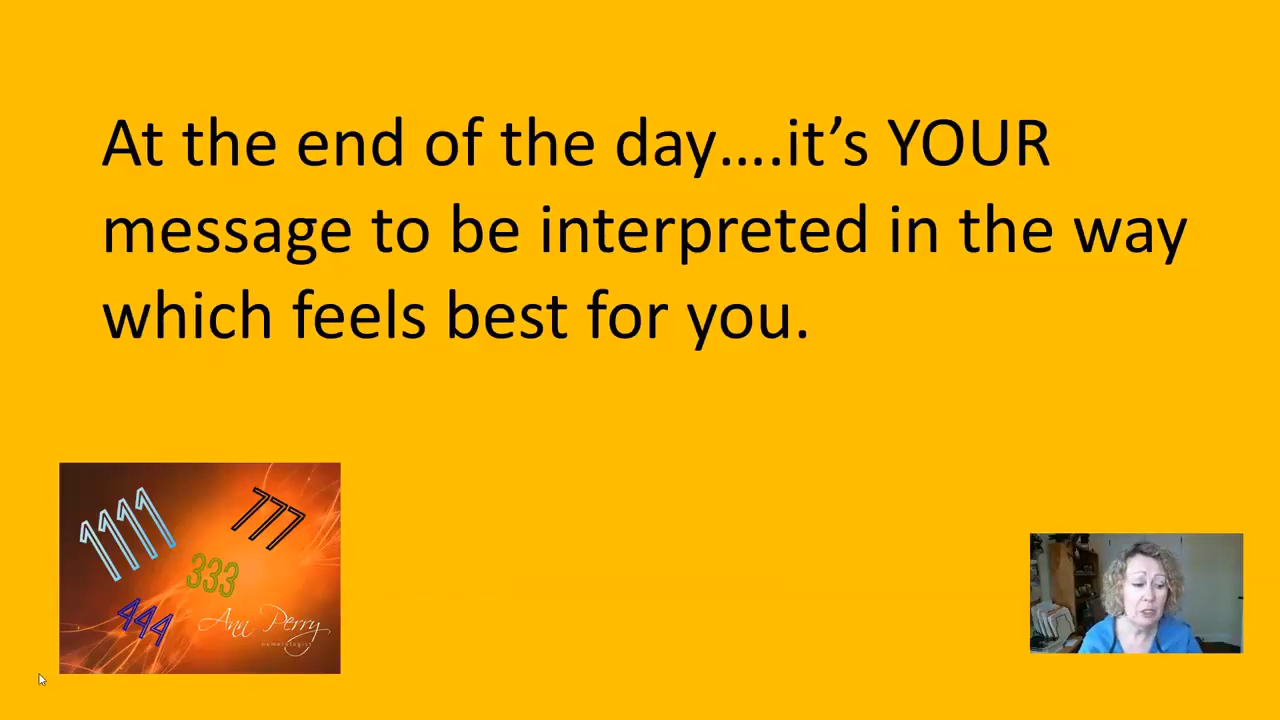 At the end of the day....it’s YOUR
message to be interpreted in the way
which feels best for you.
1111
777
333
444
Ann Perry
numerologist